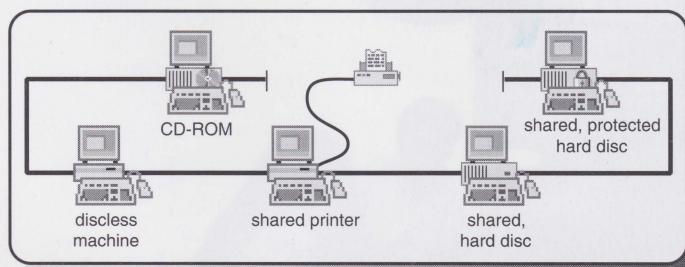 CD-ROM
shared, protected
hard disc
discless
machine
shared printer
shared,
hard disc